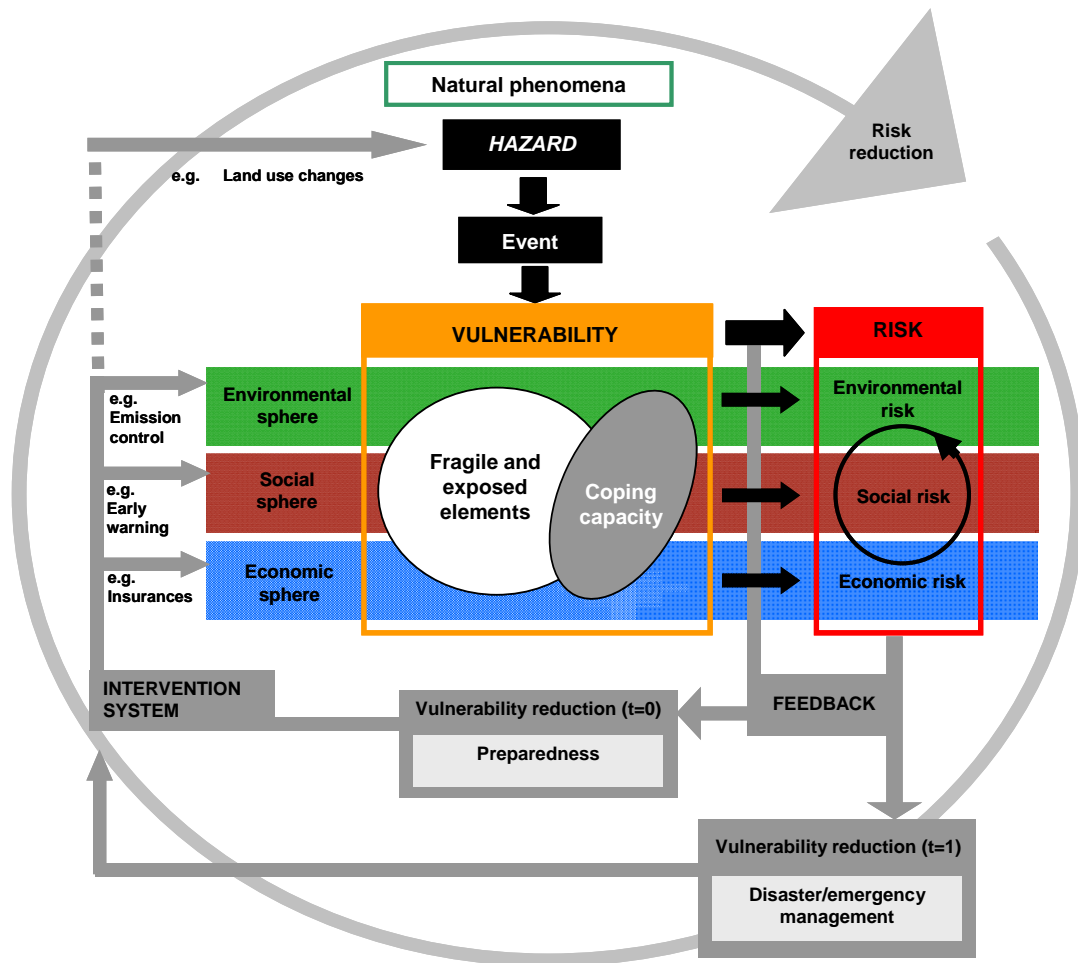 Natural phenomena
HAZARD
Risk
reduction
e.g. Land use changes
Event
VULNERABILITY
RISK
e.g.
Emission
control
Environmental
sphere
Environmental
risk
e.g.
Early
warning
Social
sphere
Fragile and
exposed
elements
Coping
capacity
Social risk
e.g.
Insurances
Economic
sphere
Economic risk
INTERVENTION
SYSTEM
Vulnerability reduction (t=0)
Preparedness
FEEDBACK
Vulnerability reduction (t=1)
Disaster/emergency
management